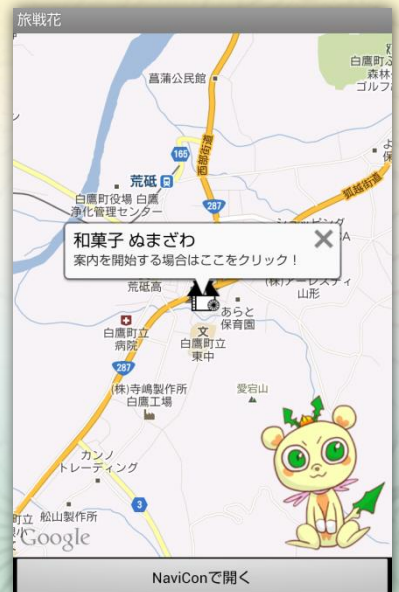 旅戦花
白鷹町ふ
森林
ゴルフ
菖蒲公民館
165
西部街道
荒砥
白鷹町役場 白鷹
浄化管理センター
287
狐越街道
和菓子 ぬまざわ
案内を開始する場合はここをクリック！
荒砥高
(株)アーレスティ
山形
あらと
保育園
白鷹町立
病院
文
白鷹町立
東中
287
(株)寺嶋製作所
白鷹工場
愛宕山
カンノ
トレーディング
3
町立
船山製作所
Google
NaviConで開く